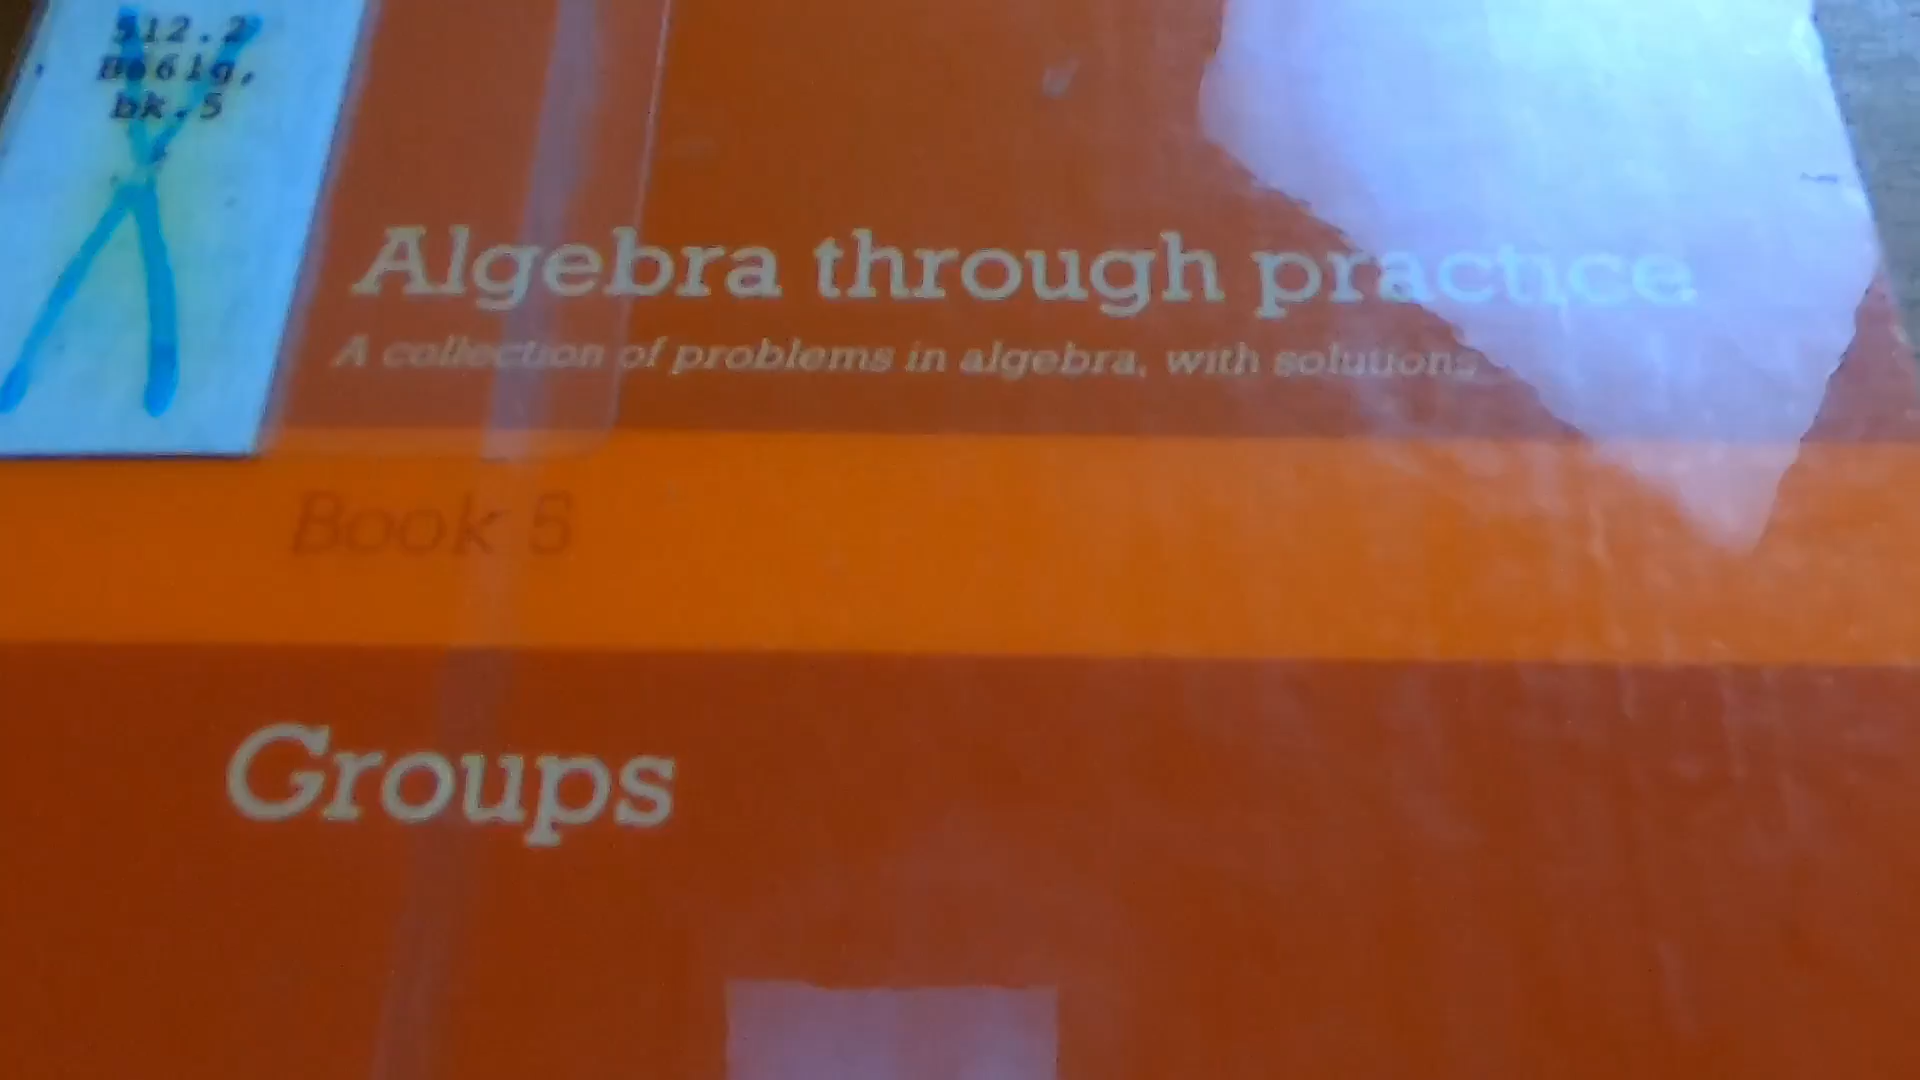 512.2
B661g,
bk.5
Algebra through practice
A collection of problems in algebra, with solutions
Book 5
Groups